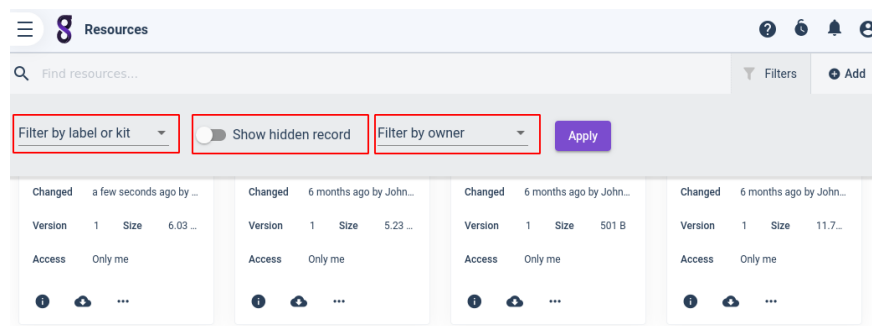 Resources
Find resources...
Filters
Add
Filter by label or kit
Show hidden record
Filter by owner
Apply
Changed a few seconds ago by ...
Changed 6 months ago by John...
Changed 6 months ago by John...
Changed 6 months ago by John...
Version 1 Size 6.03 ...
Version 1 Size 5.23 ...
Version 1 Size 501 B
Version 1 Size 11.7...
Access Only me
Access Only me
Access Only me
Access Only me